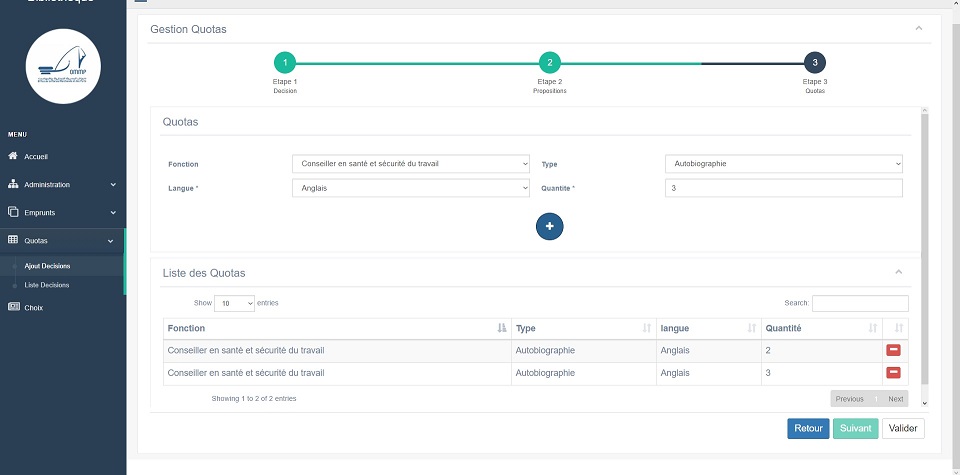 Bibliothèque
OMMP
MENU
Accueil
Administration
Emprunts
Quotas
Ajout Decisions
Liste Decisions
Choix
Gestion Quotas
1 2 3
Etape 1 Etape 2 Etape 3
Decision Propositions Quotas
Quotas
Fonction Conseiller en santé et sécurité du travail Type Autobiographie
Langue * Anglais Quantite * 3
Liste des Quotas
Show 10 entries Search:
Fonction Type langue Quantité
Conseiller en santé et sécurité du travail Autobiographie Anglais 2
Conseiller en santé et sécurité du travail Autobiographie Anglais 3
Showing 1 to 2 of 2 entries Previous 1 Next
Retour Suivant Valider